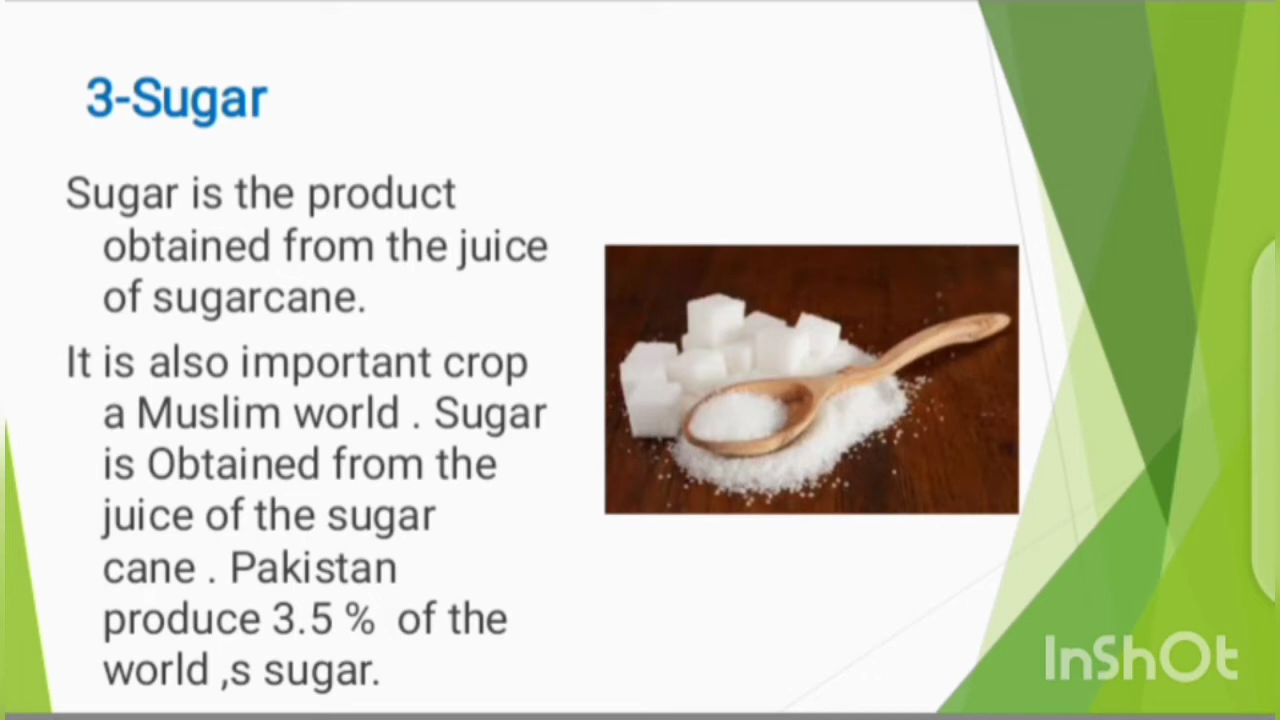 3-Sugar
Sugar is the product
obtained from the juice
of sugarcane.
It is also important crop
a Muslim world . Sugar
is Obtained from the
juice of the sugar
cane . Pakistan
produce 3.5 %  of the
world ,s sugar.
InShOt